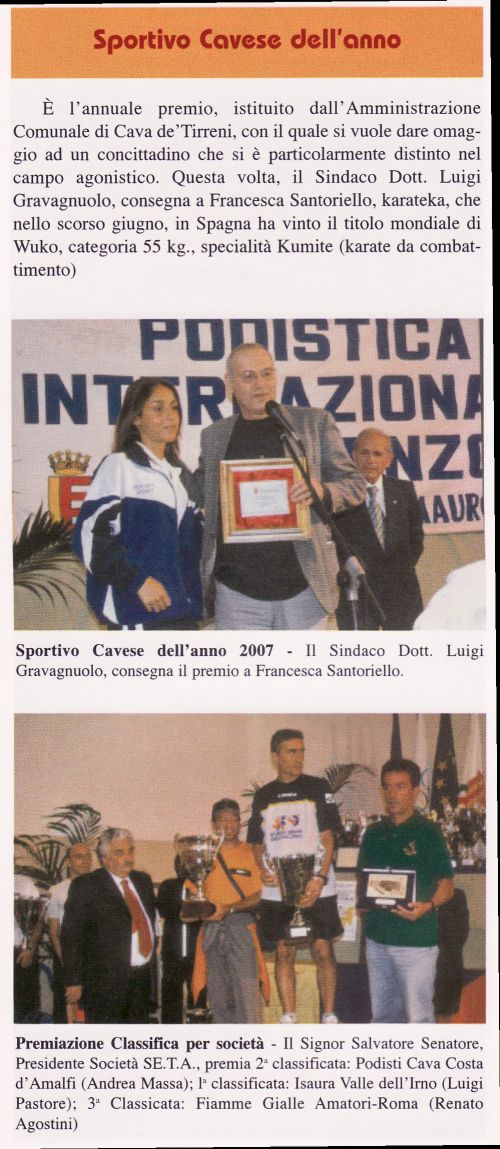 Sportivo Cavese dell'anno
È l'annuale premio, istituito dall'Amministrazione
Comunale di Cava de'Tirreni, con il quale si vuole dare omag-
gio ad un concittadino che si è particolarmente distinto nel
campo agonistico. Questa volta, il Sindaco Dott. Luigi
Gravagnuolo, consegna a Francesca Santoriello, karateka, che
nello scorso giugno, in Spagna ha vinto il titolo mondiale di
Wuko, categoria 55 kg., specialità Kumite (karate da combat-
timento)
PODISTICA
INTERNAZIONA
ENZO
MAURO
Sportivo Cavese dell'anno 2007 - Il Sindaco Dott. Luigi
Gravagnuolo, consegna il premio a Francesca Santoriello.
Premiazione Classifica per società - Il Signor Salvatore Senatore,
Presidente Società SE.T.A., premia 2ª classificata: Podisti Cava Costa
d'Amalfi (Andrea Massa); lª classificata: Isaura Valle dell'Irno (Luigi
Pastore); 3ª Classicata: Fiamme Gialle Amatori-Roma (Renato
Agostini)